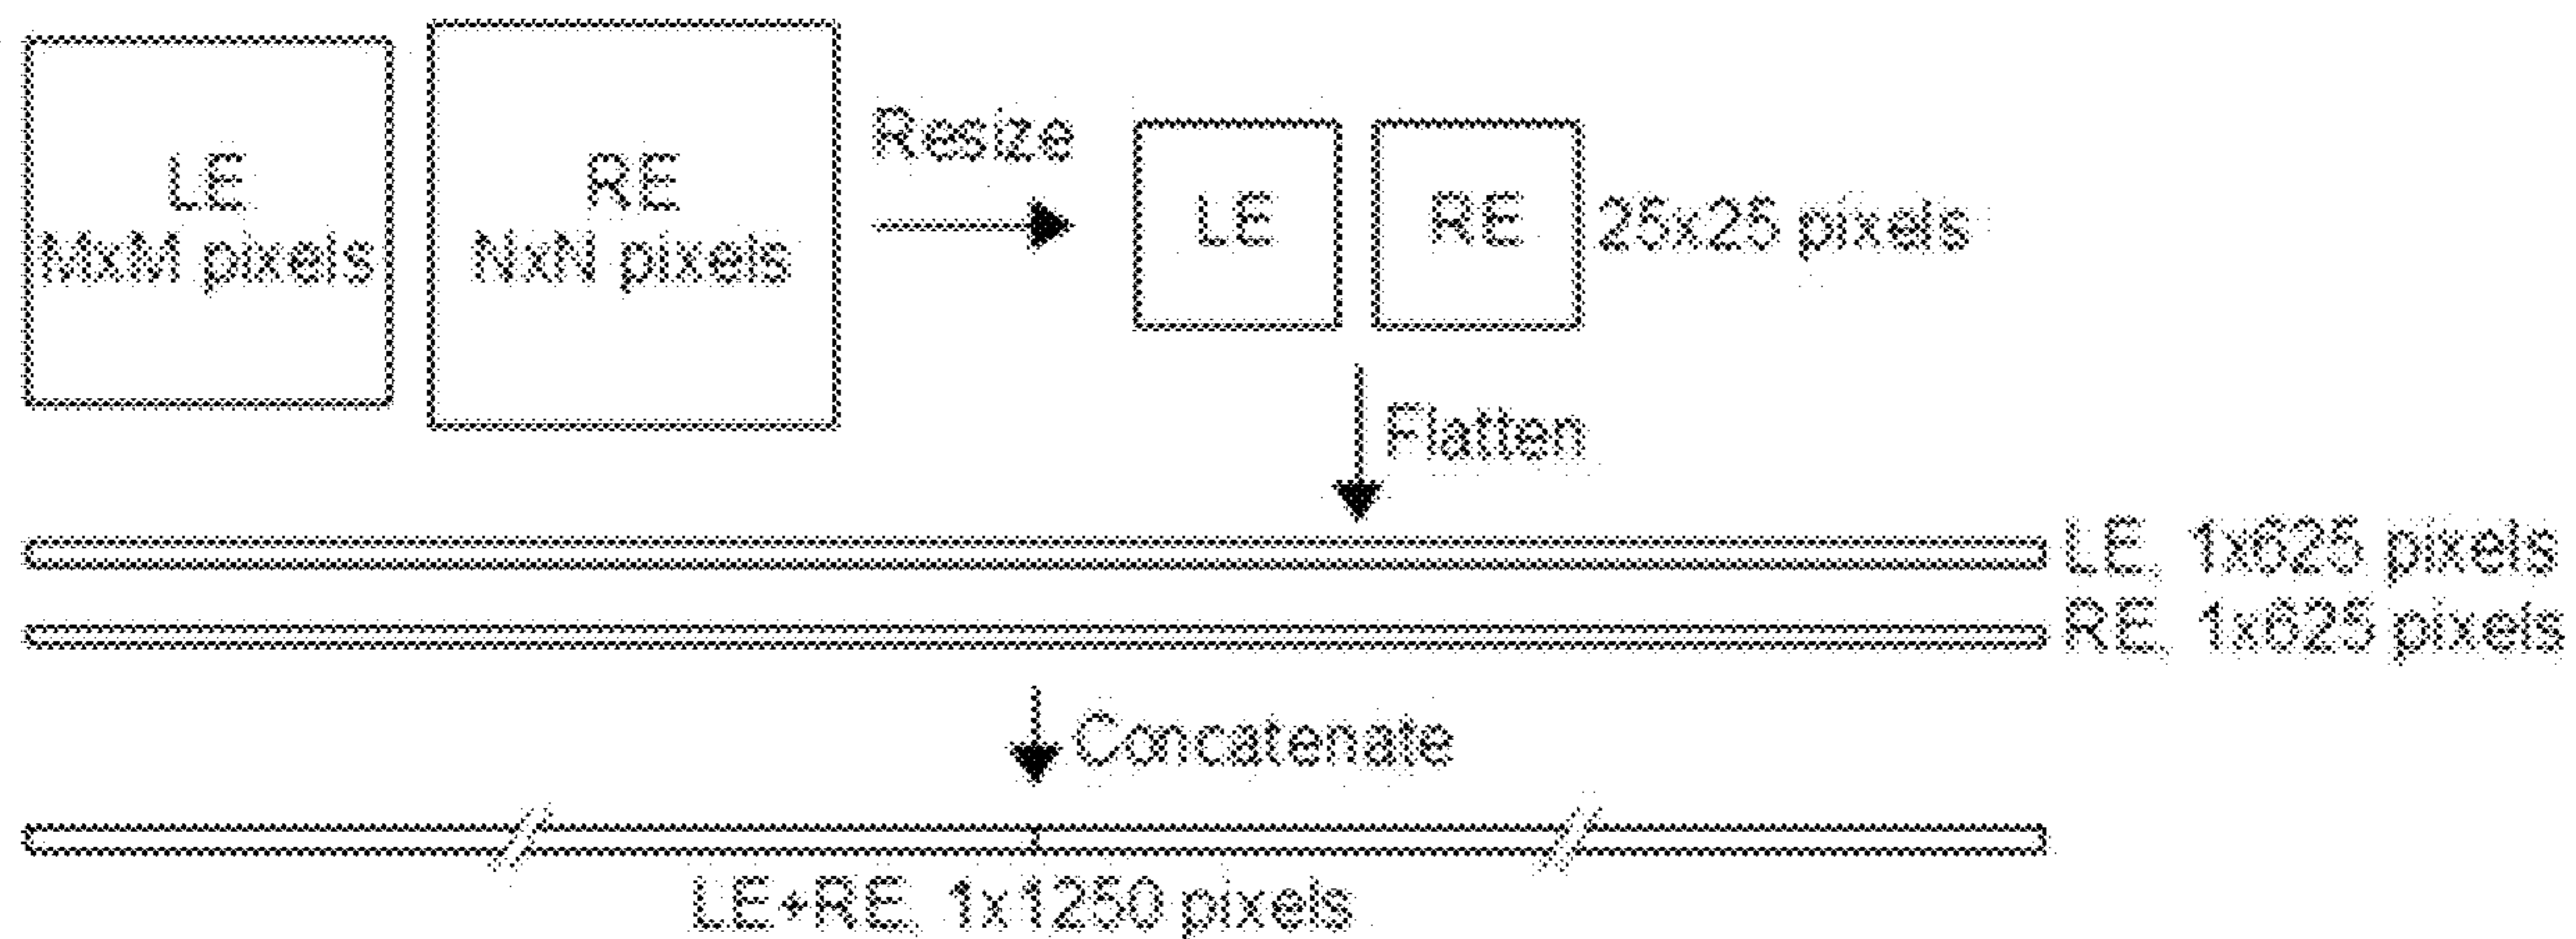 LE
MxM pixels
RE
NxN pixels
Resize
LE
RE
25x25 pixels
Flatten
LE, 1x625 pixels
RE, 1x625 pixels
Concatenate
LE+RE, 1x1250 pixels